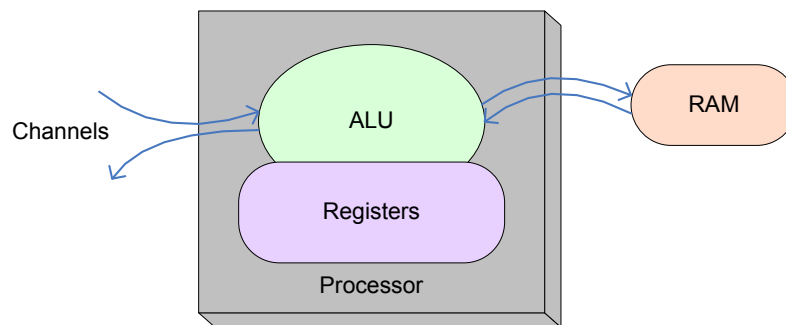 ALU
RAM
Channels
Registers
Processor